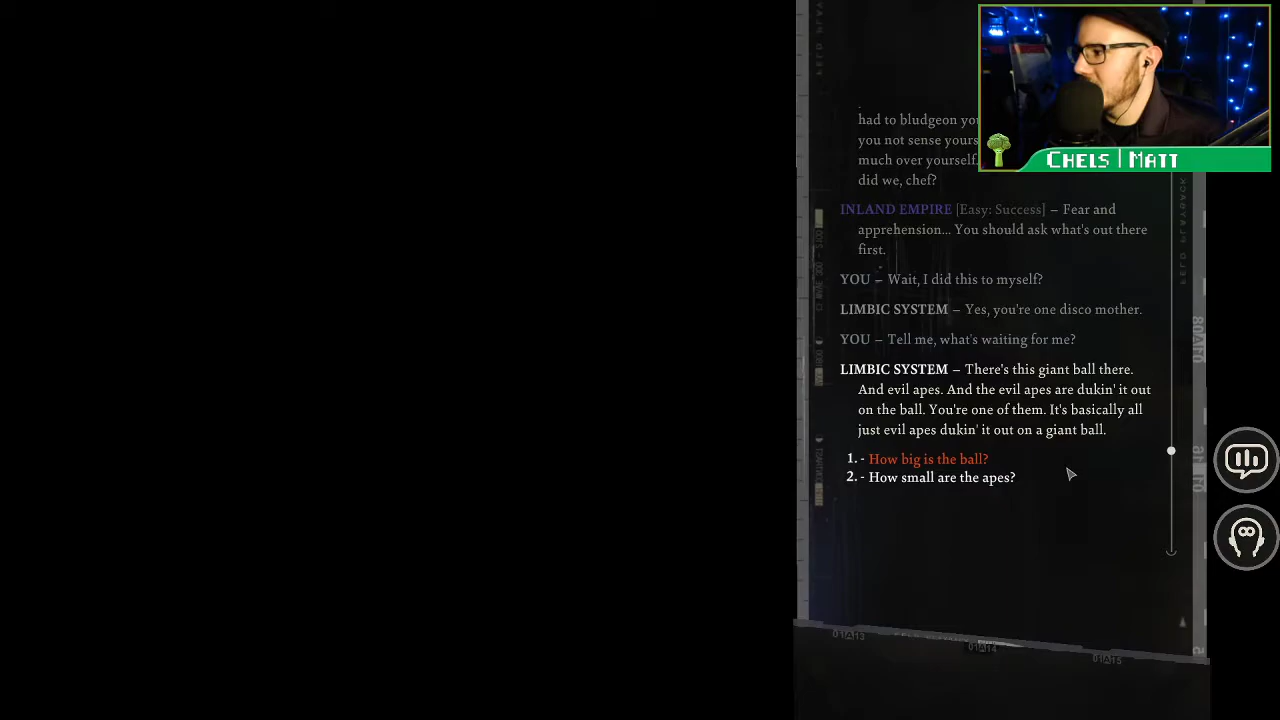 CHELS | MATT
had to bludgeon
you not sense
much over yourself.
did we, chef?
INLAND EMPIRE [Easy: Success] – Fear and
apprehension... You should ask what's out there
first.
YOU – Wait, I did this to myself?
LIMBIC SYSTEM – Yes, you're one disco mother.
YOU – Tell me, what's waiting for me?
LIMBIC SYSTEM – There's this giant ball there.
And evil apes. And the evil apes are dukin' it out
on the ball. You're one of them. It's basically all
just evil apes dukin' it out on a giant ball.
1. - How big is the ball?
2. - How small are the apes?
01A13
01A14
01A15